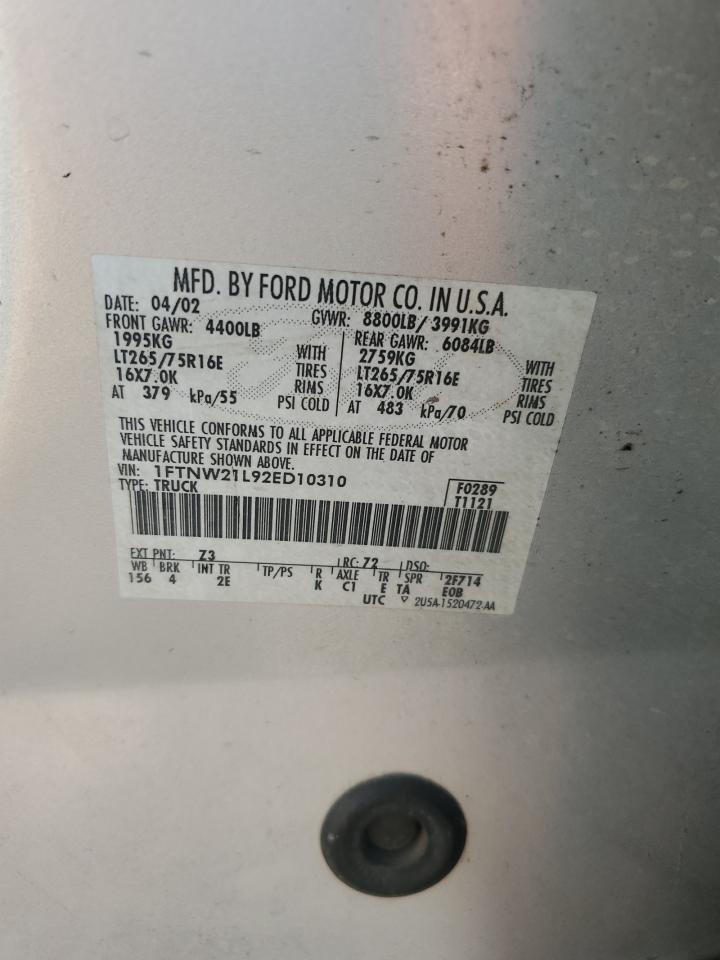 MFD. BY FORD MOTOR CO. IN U.S.A.
DATE: 04/02 GVWR: 8800LB/ 3991KG
FRONT GAWR: 4400LB REAR GAWR: 6084LB
1995KG WITH 2759KG WITH
LT265/75R16E TIRES LT265/75R16E TIRES
16X7.0K RIMS 16X7.0K RIMS
AT 379 kPa/55 PSI COLD AT 483 kPa/70 PSI COLD
THIS VEHICLE CONFORMS TO ALL APPLICABLE FEDERAL MOTOR
VEHICLE SAFETY STANDARDS IN EFFECT ON THE DATE OF
MANUFACTURE SHOWN ABOVE.
VIN: 1FTNW21L92ED10310
TYPE: TRUCK
F0289
T1121
EXT PNT: Z3 RC: 72 DSO:
WB BRK INT TR TP/PS R AXLE TR SPR 2F714
156 4 2E K C1 E TA EOB
UTC ▽ 2U5A-1520472-AA